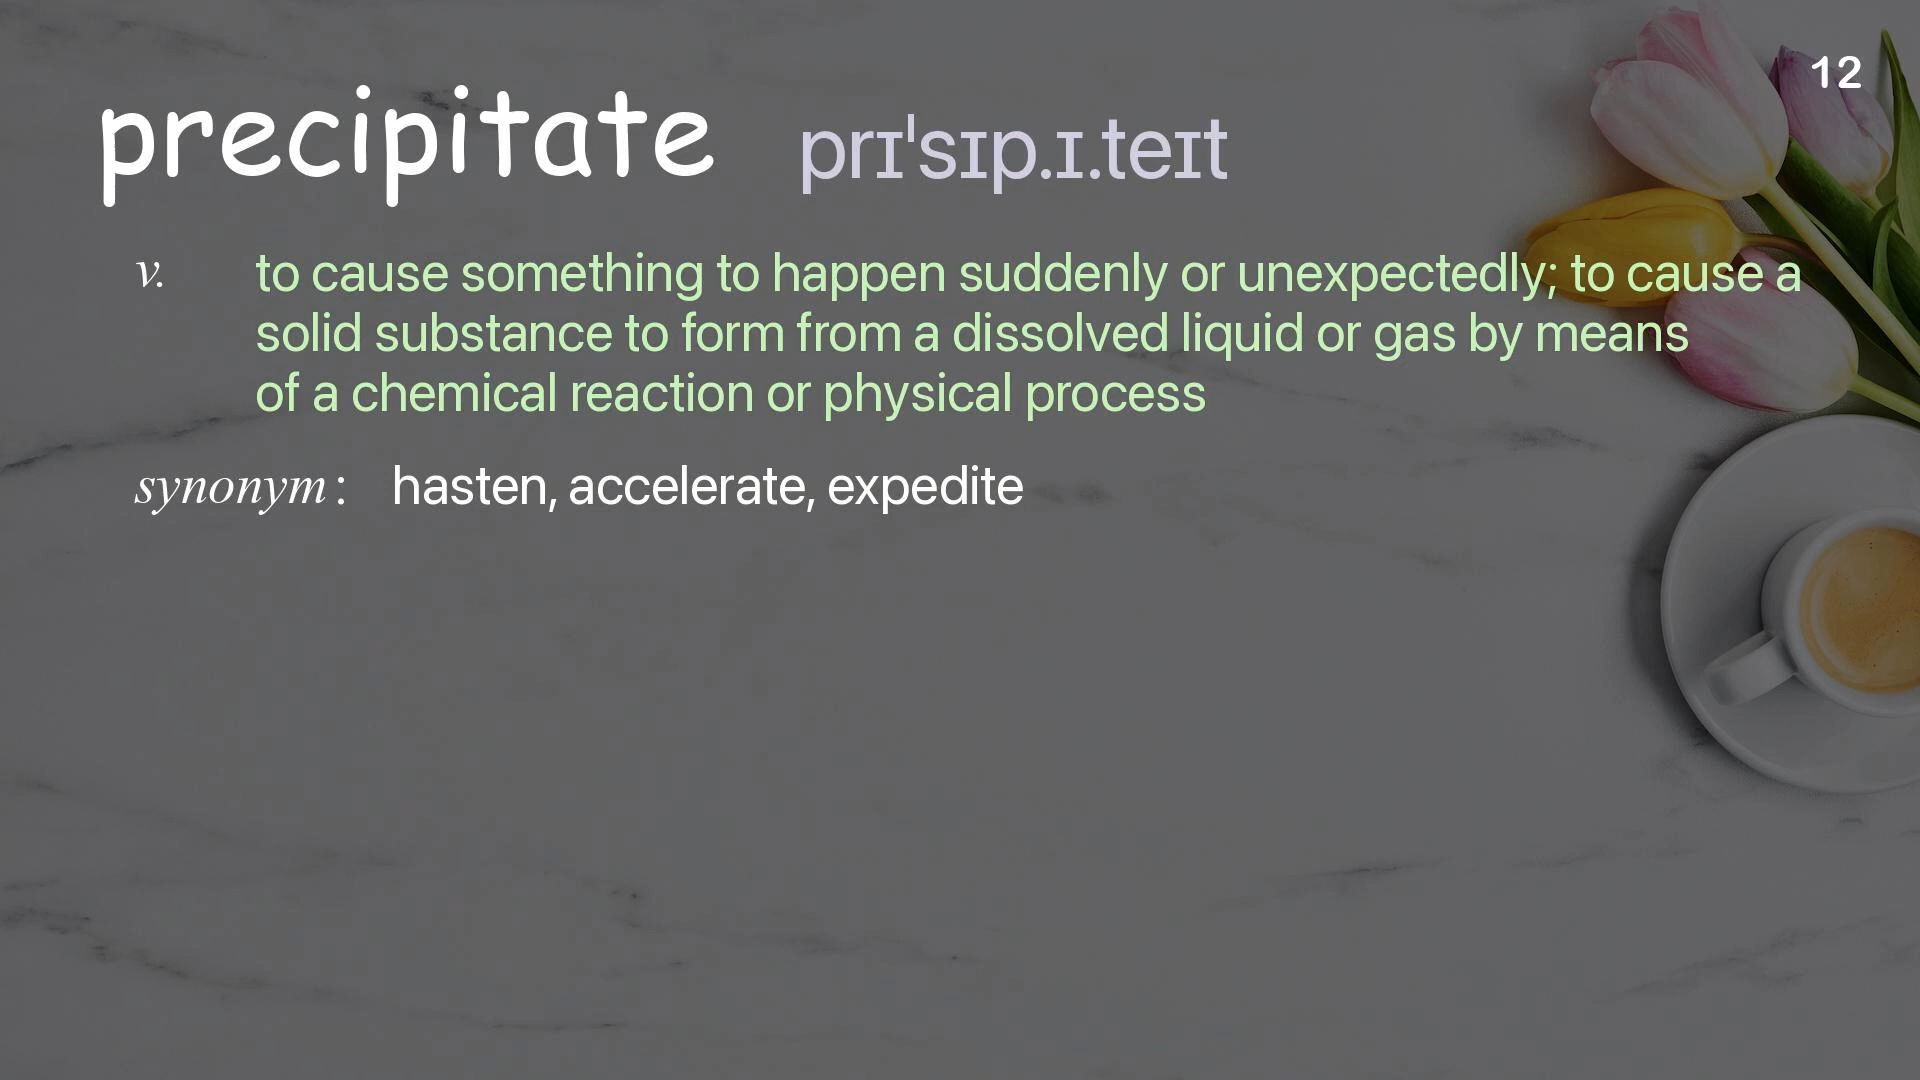 12
precipitate prɪˈsɪp.ɪ.teɪt
v. to cause something to happen suddenly or unexpectedly; to cause a
solid substance to form from a dissolved liquid or gas by means
of a chemical reaction or physical process
synonym : hasten, accelerate, expedite